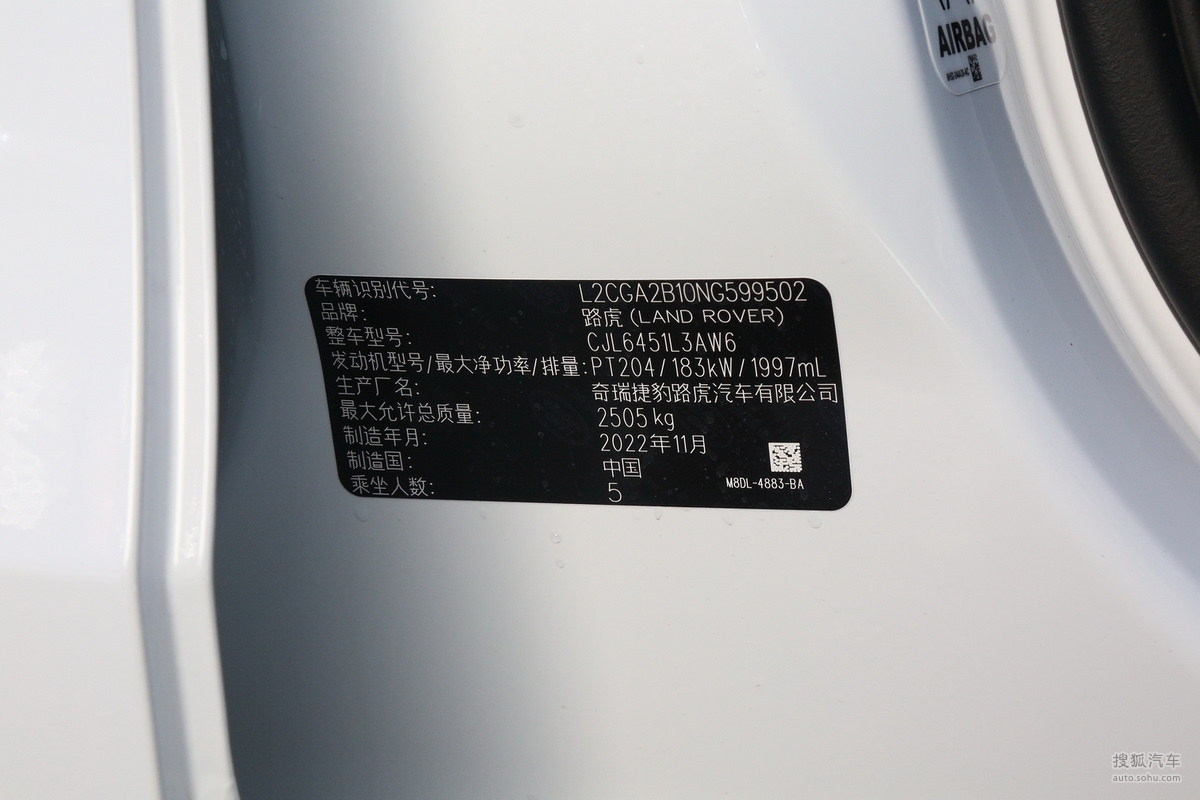 AIRBAG
车辆识别代号: L2CGA2B10NG599502
品牌: 路虎(LAND ROVER)
整车型号: CJL6451L3AW6
发动机型号/最大净功率/排量: PT204/183kW/1997mL
生产厂名: 奇瑞捷豹路虎汽车有限公司
最大允许总质量: 2505kg
制造年月: 2022年11月
制造国: 中国
乘坐人数: 5
M8DL-4883-BA
搜狐汽车
auto.sohu.com